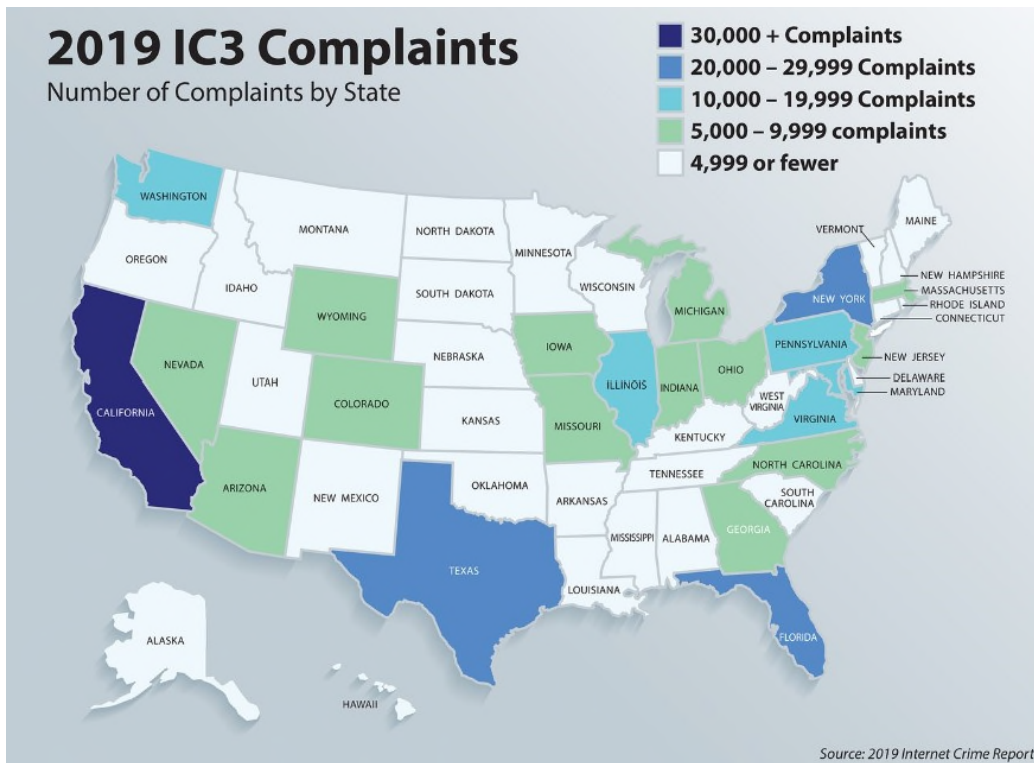 2019 IC3 Complaints
Number of Complaints by State
30,000 + Complaints
20,000 – 29,999 Complaints
10,000 – 19,999 Complaints
5,000 – 9,999 complaints
4,999 or fewer
WASHINGTON
OREGON
IDAHO
MONTANA
NORTH DAKOTA
SOUTH DAKOTA
MINNESOTA
WISCONSIN
MICHIGAN
VERMONT
MAINE
NEW HAMPSHIRE
MASSACHUSETTS
RHODE ISLAND
CONNECTICUT
NEW YORK
PENNSYLVANIA
NEW JERSEY
DELAWARE
MARYLAND
WYOMING
NEBRASKA
IOWA
ILLINOIS
INDIANA
OHIO
WEST
VIRGINIA
VIRGINIA
CALIFORNIA
NEVADA
UTAH
COLORADO
KANSAS
MISSOURI
KENTUCKY
NORTH CAROLINA
SOUTH
CAROLINA
TENNESSEE
ARIZONA
NEW MEXICO
OKLAHOMA
ARKANSAS
MISSISSIPPI
ALABAMA
GEORGIA
TEXAS
LOUISIANA
FLORIDA
ALASKA
HAWAII
Source: 2019 Internet Crime Report